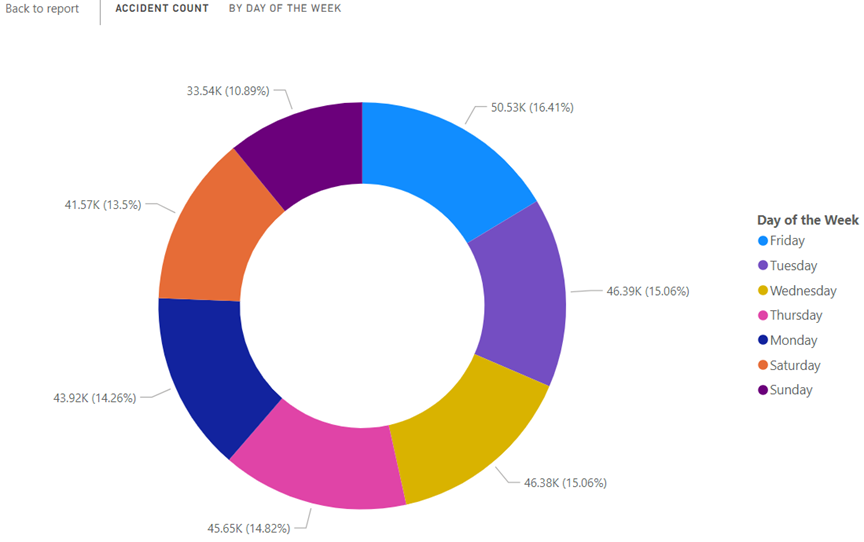 Back to report
ACCIDENT COUNT BY DAY OF THE WEEK
33.54K (10.89%)
50.53K (16.41%)
41.57K (13.5%)
46.39K (15.06%)
43.92K (14.26%)
46.38K (15.06%)
45.65K (14.82%)
Day of the Week
Friday
Tuesday
Wednesday
Thursday
Monday
Saturday
Sunday